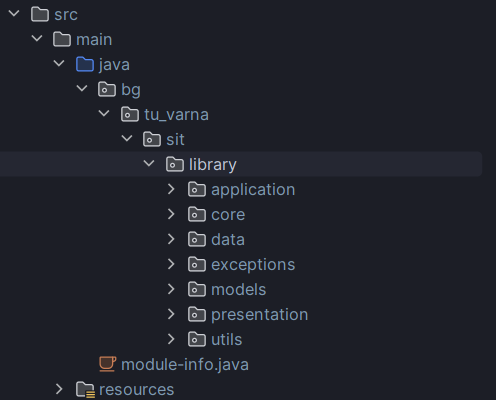 src
main
java
bg
tu_varna
sit
library
application
core
data
exceptions
models
presentation
utils
module-info.java
resources